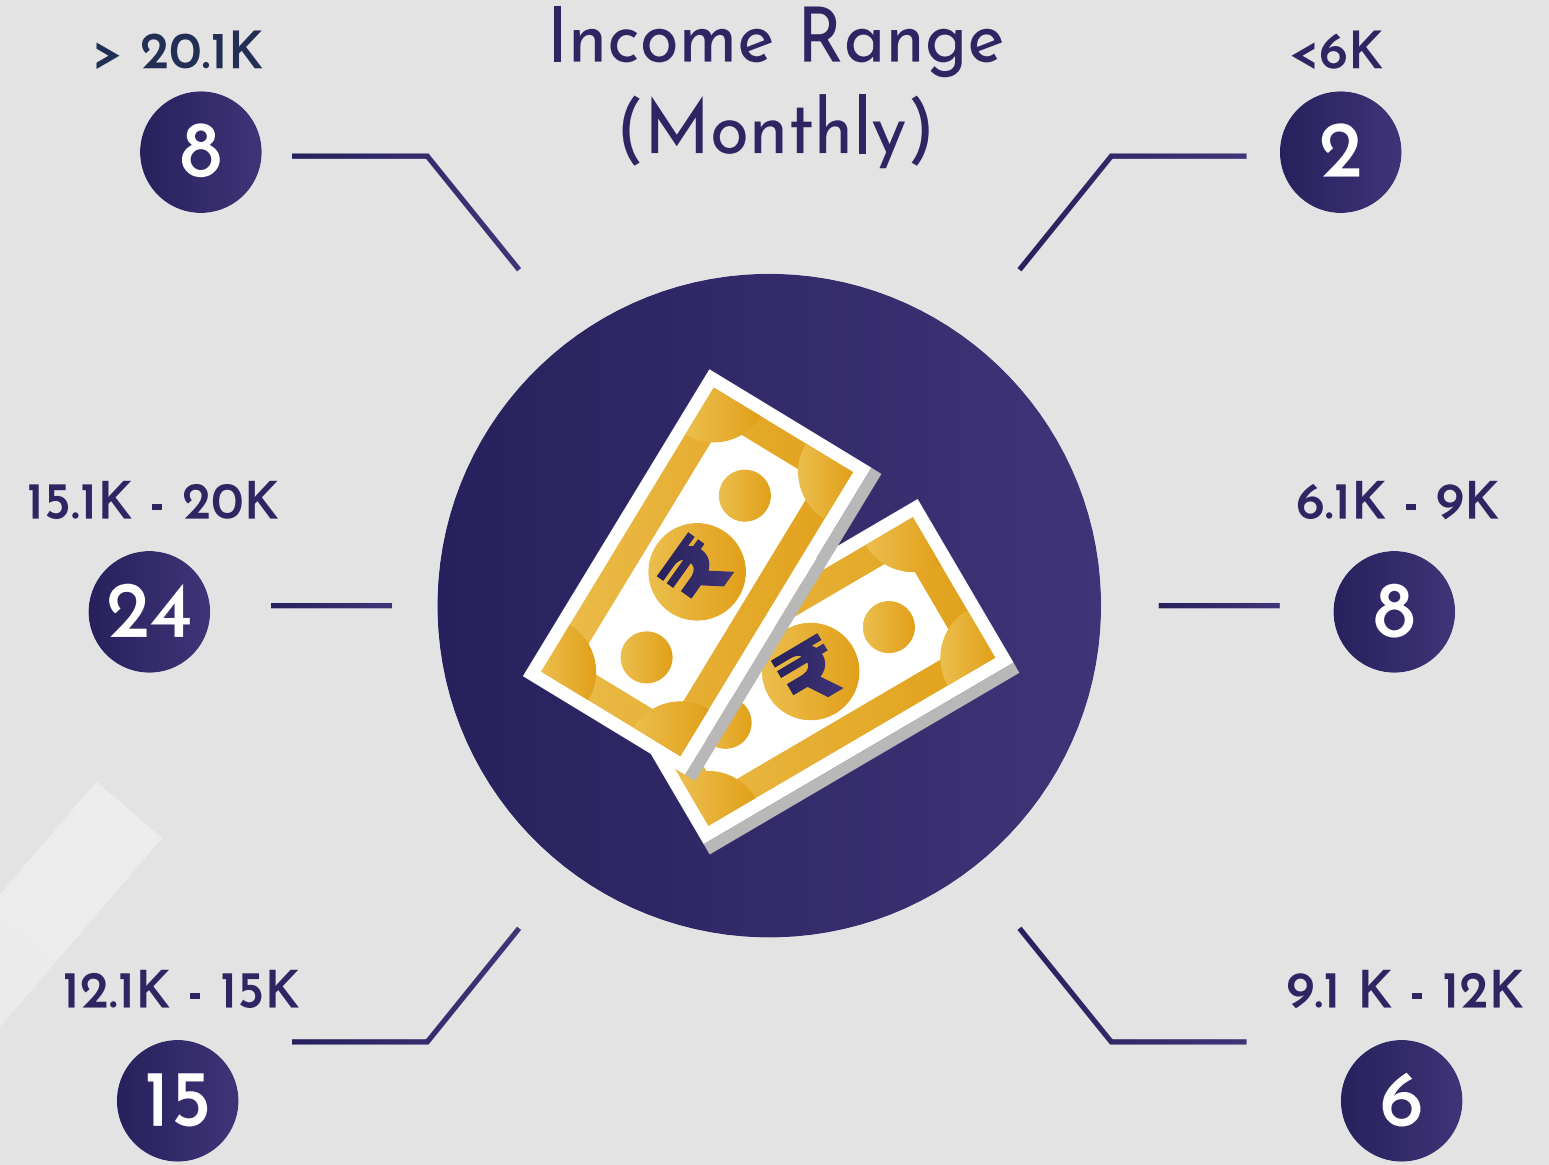 Income Range
(Monthly)
> 20.1K
8
<6K
2
15.1K - 20K
24
6.1K - 9K
8
12.1K - 15K
15
9.1 K - 12K
6
₹
₹